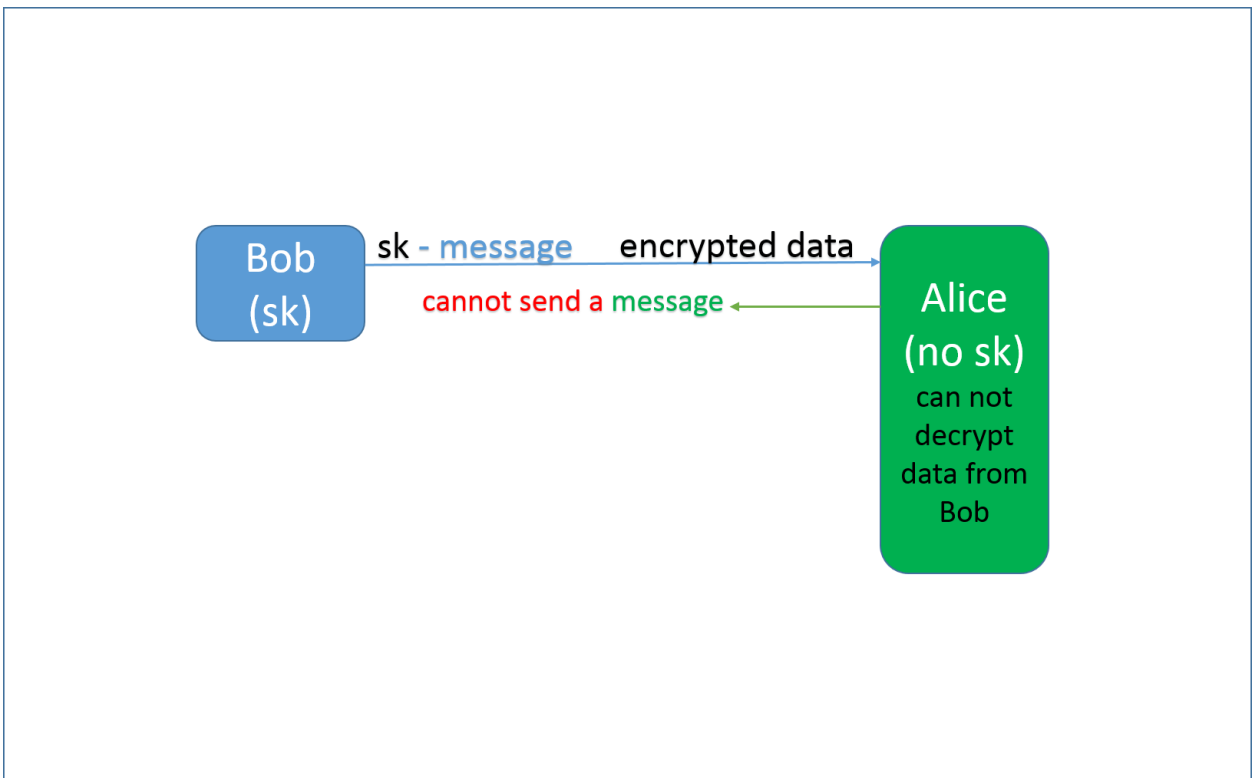 Bob
(sk)
sk - message encrypted data
cannot send a message
Alice
(no sk)
can not
decrypt
data from
Bob